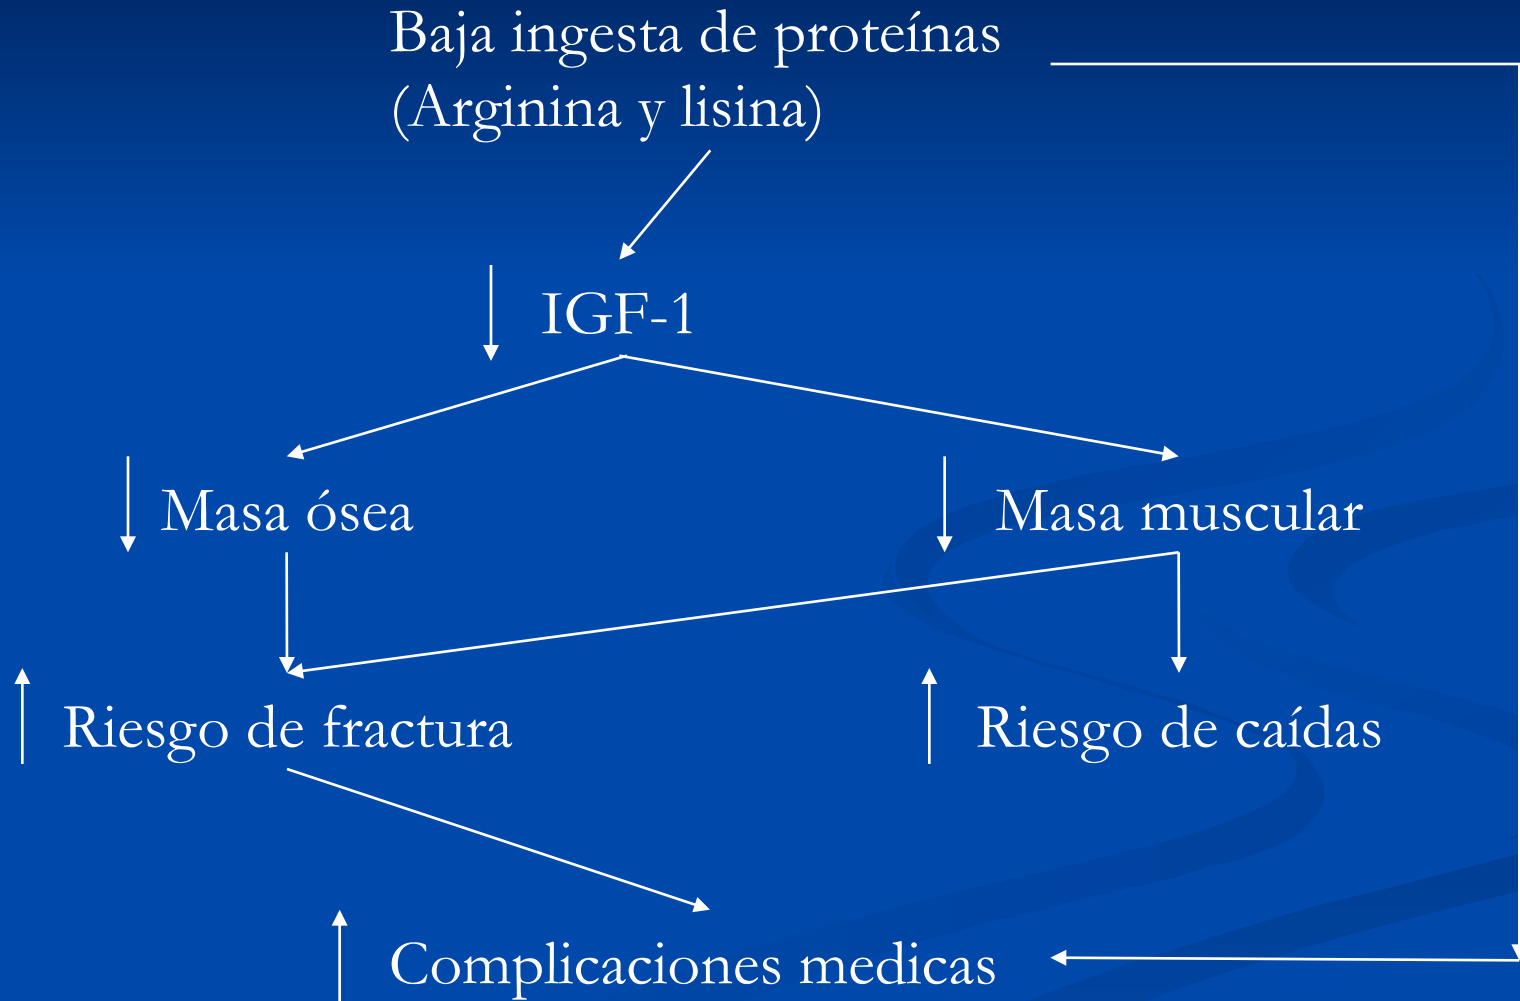 Baja ingesta de proteínas
(Arginina y lisina)
IGF-1
Masa ósea
Masa muscular
Riesgo de fractura
Riesgo de caídas
Complicaciones medicas